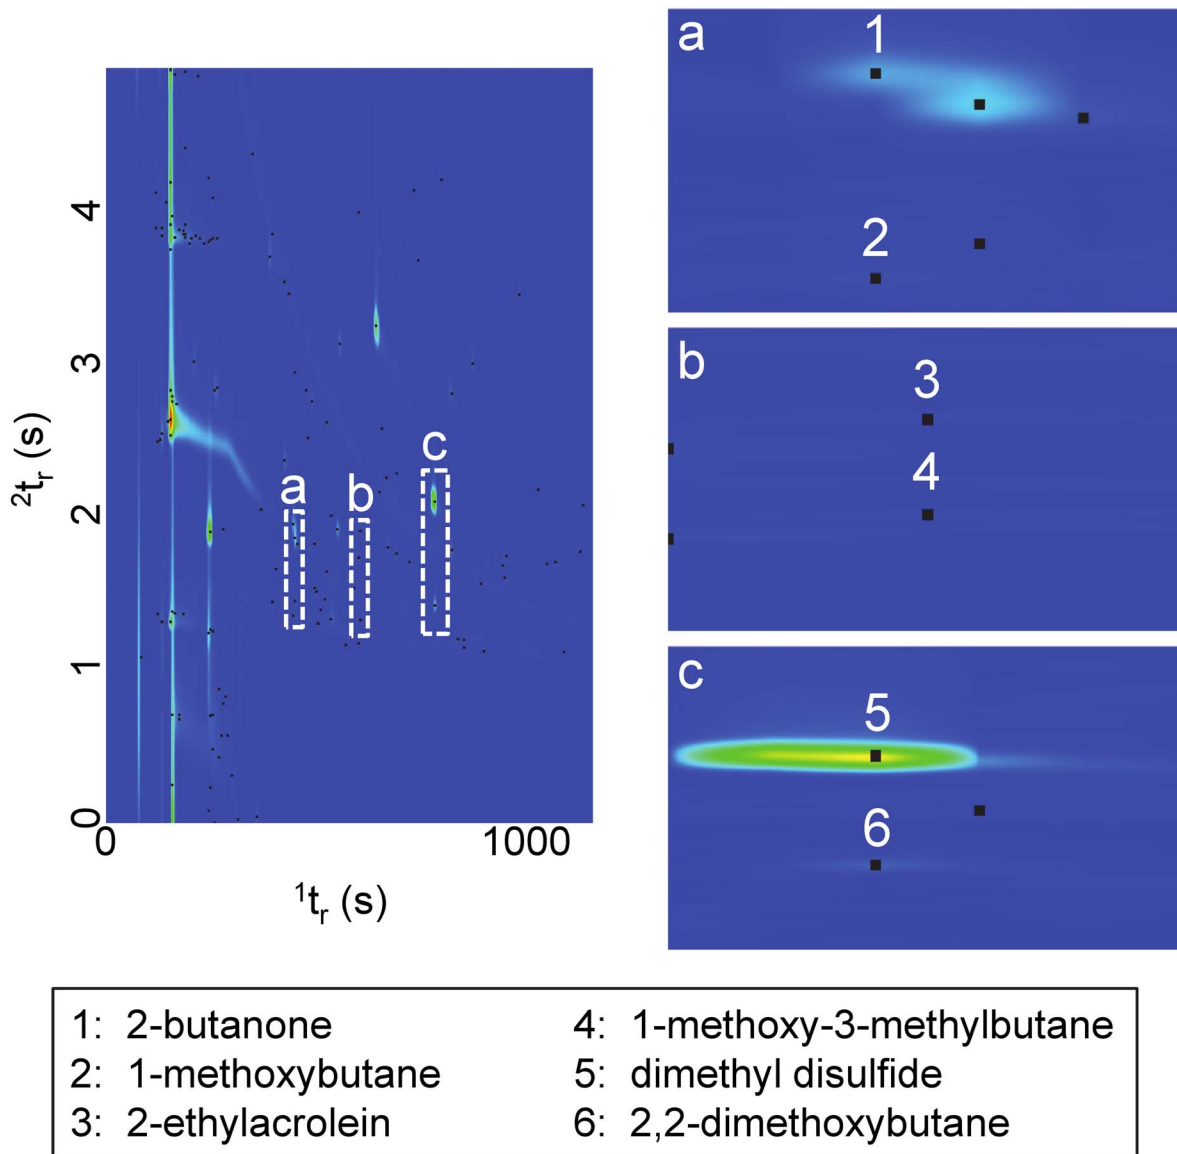 a
1
2
b
3
4
c
5
6
4
3
2
1
0
²tᵣ (s)
a
b
c
0
1000
¹tᵣ (s)
1: 2-butanone
2: 1-methoxybutane
3: 2-ethylacrolein
4: 1-methoxy-3-methylbutane
5: dimethyl disulfide
6: 2,2-dimethoxybutane